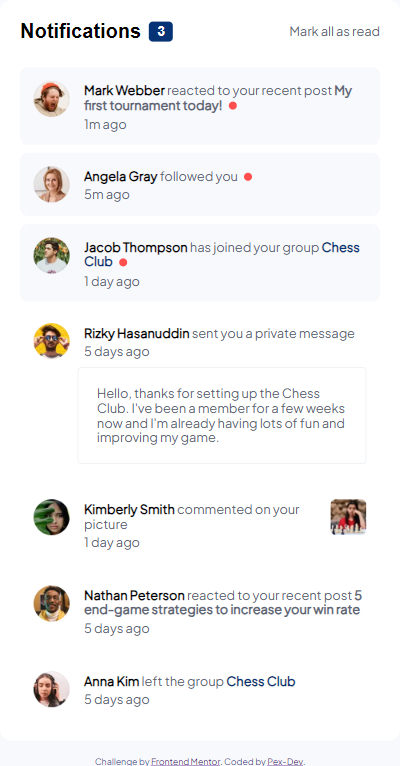 Notifications 3 Mark all as read
Mark Webber reacted to your recent post My
first tournament today!
1m ago
Angela Gray followed you
5m ago
Jacob Thompson has joined your group Chess
Club
1 day ago
Rizky Hasanuddin sent you a private message
5 days ago
Hello, thanks for setting up the Chess
Club. I've been a member for a few weeks
now and I'm already having lots of fun and
improving my game.
Kimberly Smith commented on your
picture
1 day ago
Nathan Peterson reacted to your recent post 5
end-game strategies to increase your win rate
5 days ago
Anna Kim left the group Chess Club
5 days ago
Challenge by Frontend Mentor. Coded by Pex-Dev.